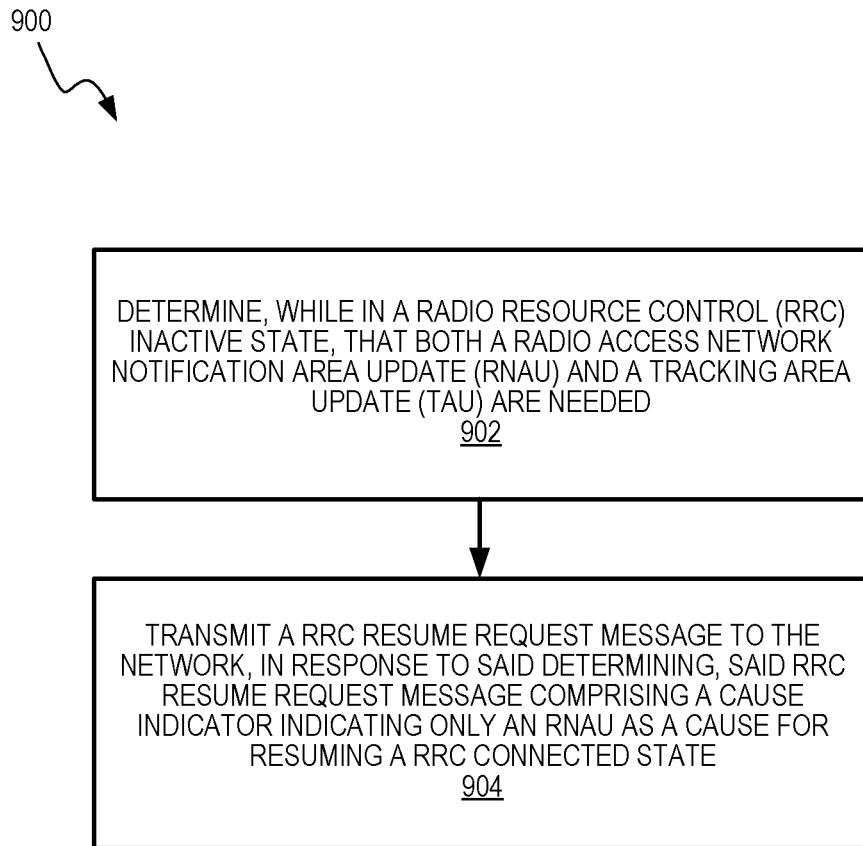 900
DETERMINE, WHILE IN A RADIO RESOURCE CONTROL (RRC)
INACTIVE STATE, THAT BOTH A RADIO ACCESS NETWORK
NOTIFICATION AREA UPDATE (RNAU) AND A TRACKING AREA
UPDATE (TAU) ARE NEEDED
902
TRANSMIT A RRC RESUME REQUEST MESSAGE TO THE
NETWORK, IN RESPONSE TO SAID DETERMINING, SAID RRC
RESUME REQUEST MESSAGE COMPRISING A CAUSE
INDICATOR INDICATING ONLY AN RNAU AS A CAUSE FOR
RESUMING A RRC CONNECTED STATE
904